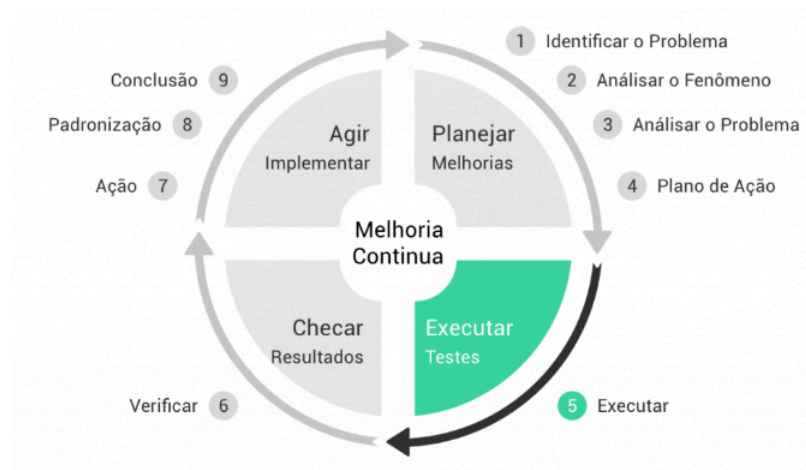 1 Identificar o Problema
2 Análisar o Fenômeno
3 Análisar o Problema
4 Plano de Ação
5 Executar
6 Verificar
7 Ação
8 Padronização
9 Conclusão
Agir
Implementar
Planejar
Melhorias
Melhoria
Continua
Checar
Resultados
Executar
Testes